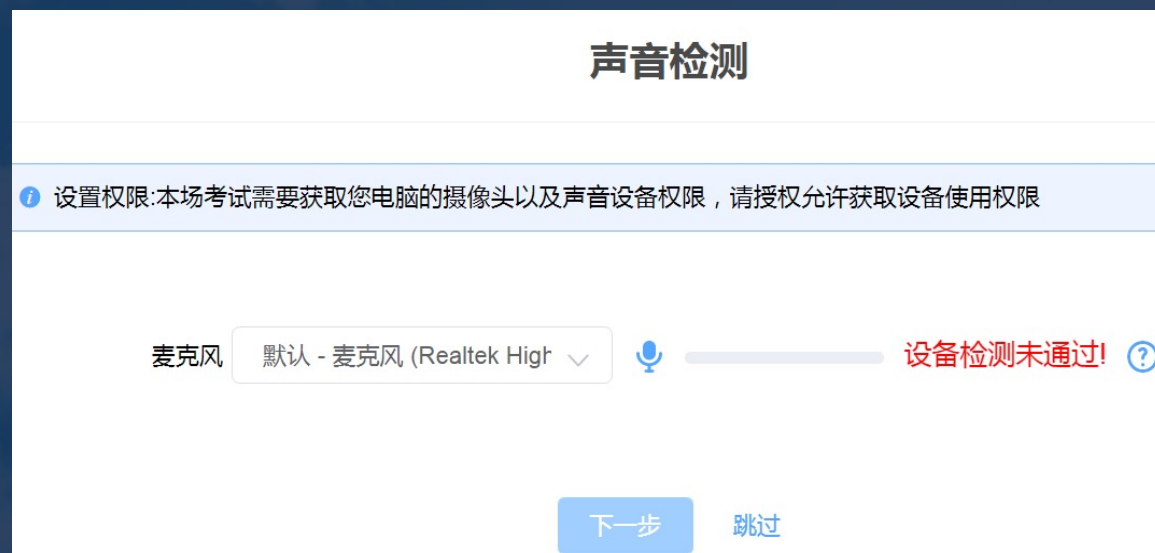 声音检测
设置权限:本场考试需要获取您电脑的摄像头以及声音设备权限，请授权允许获取设备使用权限
麦克风 默认 - 麦克风 (Realtek High 设备检测未通过!
下一步 跳过